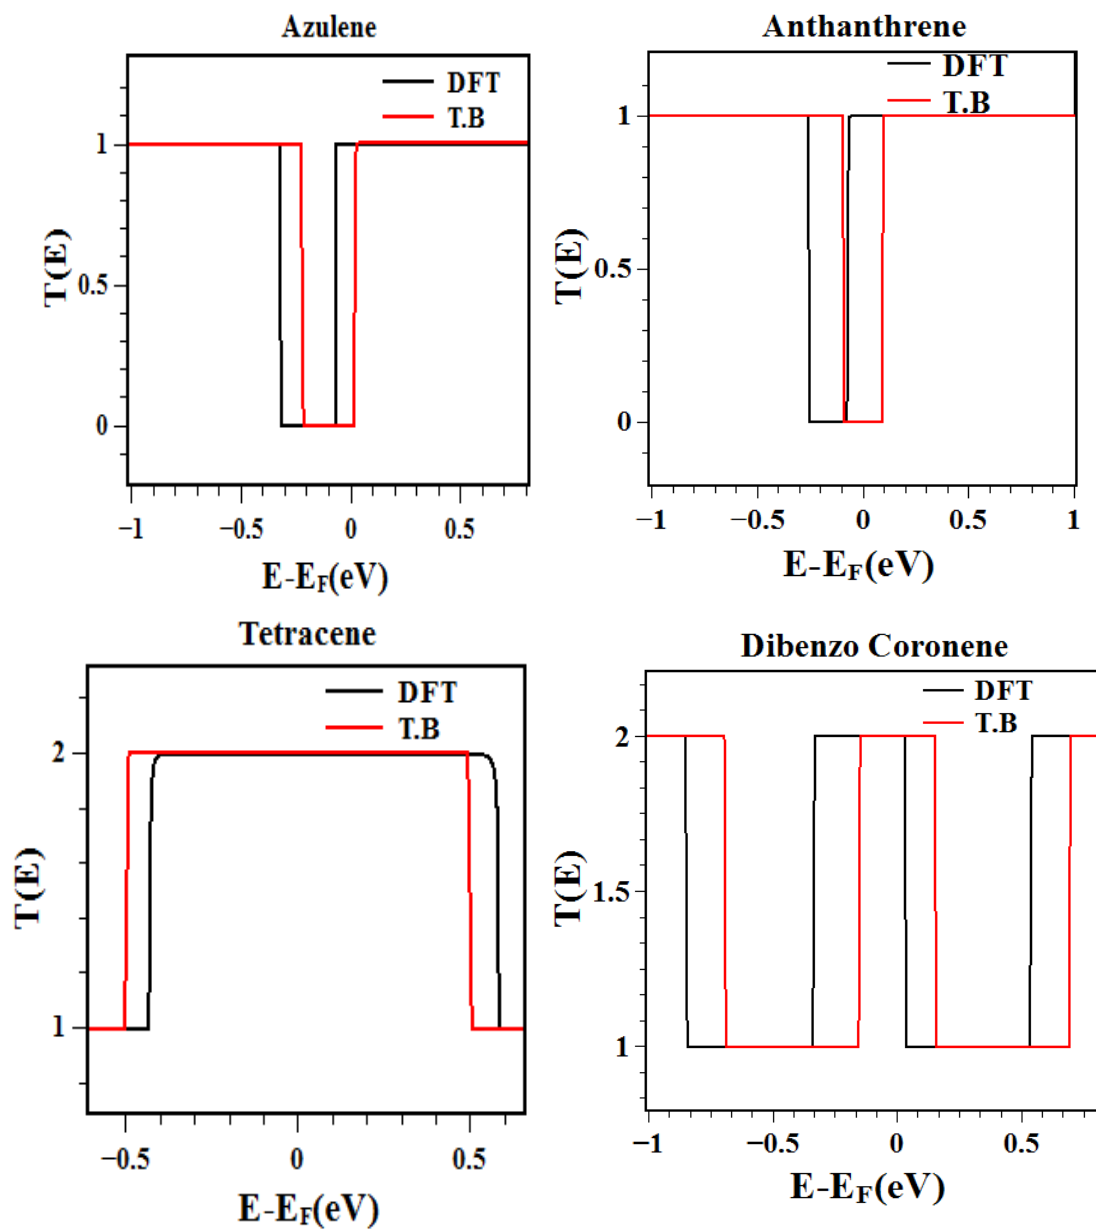 Azulene
DFT
T.B
1
0.5
0
T(E)
−1
−0.5
0
0.5
E-EF(eV)
Anthanthrene
DFT
T.B
1
0.5
0
T(E)
−1
−0.5
0
0.5
1
E-EF(eV)
Tetracene
DFT
T.B
2
1
T(E)
−0.5
0
0.5
E-EF(eV)
Dibenzo Coronene
DFT
T.B
2
1.5
1
T(E)
−1
−0.5
0
0.5
E-EF(eV)